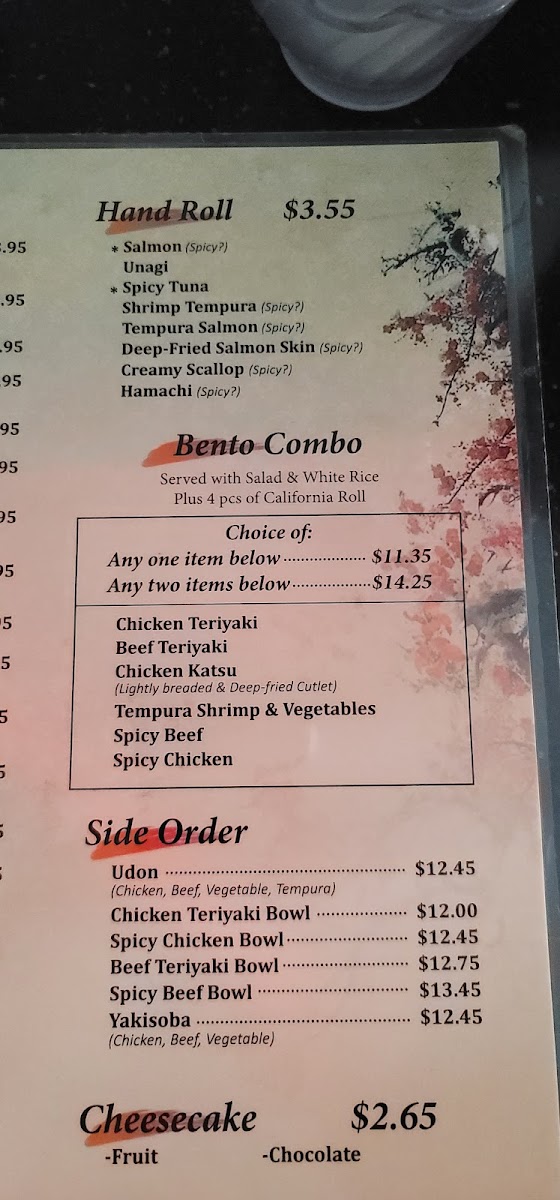 Hand Roll $3.55
* Salmon (Spicy?)
Unagi
* Spicy Tuna
Shrimp Tempura (Spicy?)
Tempura Salmon (Spicy?)
Deep-Fried Salmon Skin (Spicy?)
Creamy Scallop (Spicy?)
Hamachi (Spicy?)
Bento Combo
Served with Salad & White Rice
Plus 4 pcs of California Roll
Choice of:
Any one item below ................... $11.35
Any two items below ................... $14.25
Chicken Teriyaki
Beef Teriyaki
Chicken Katsu
(Lightly breaded & Deep-fried Cutlet)
Tempura Shrimp & Vegetables
Spicy Beef
Spicy Chicken
Side Order
Udon ................... $12.45
(Chicken, Beef, Vegetable, Tempura)
Chicken Teriyaki Bowl ................... $12.00
Spicy Chicken Bowl ................... $12.45
Beef Teriyaki Bowl ................... $12.75
Spicy Beef Bowl ................... $13.45
Yakisoba ................... $12.45
(Chicken, Beef, Vegetable)
Cheesecake $2.65
-Fruit -Chocolate